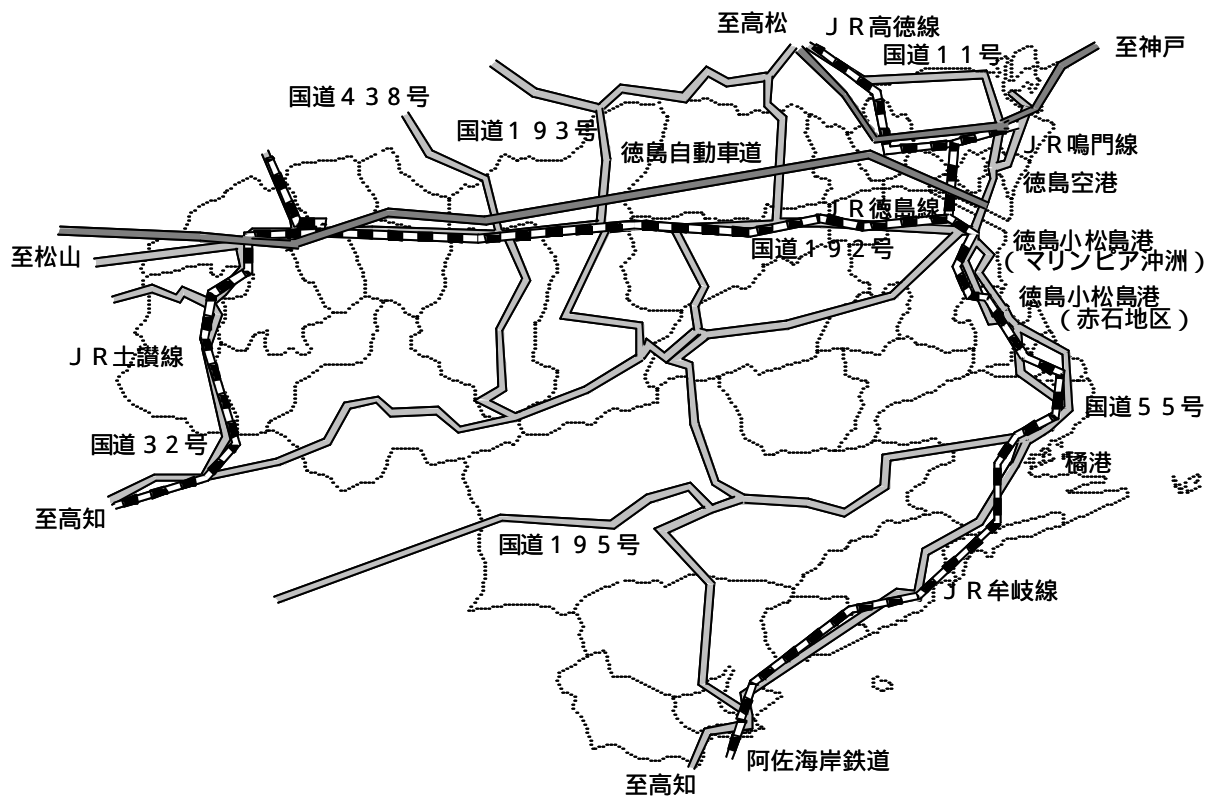 至高松
ＪＲ高徳線
国道１１号
至神戸
国道４３８号
国道１９３号
徳島自動車道
ＪＲ鳴門線
徳島空港
ＪＲ徳島線
国道１９２号
徳島小松島港
（マリンピア沖洲）
至松山
徳島小松島港
（赤石地区）
ＪＲ土讃線
国道５５号
国道３２号
橘港
至高知
国道１９５号
ＪＲ牟岐線
阿佐海岸鉄道
至高知